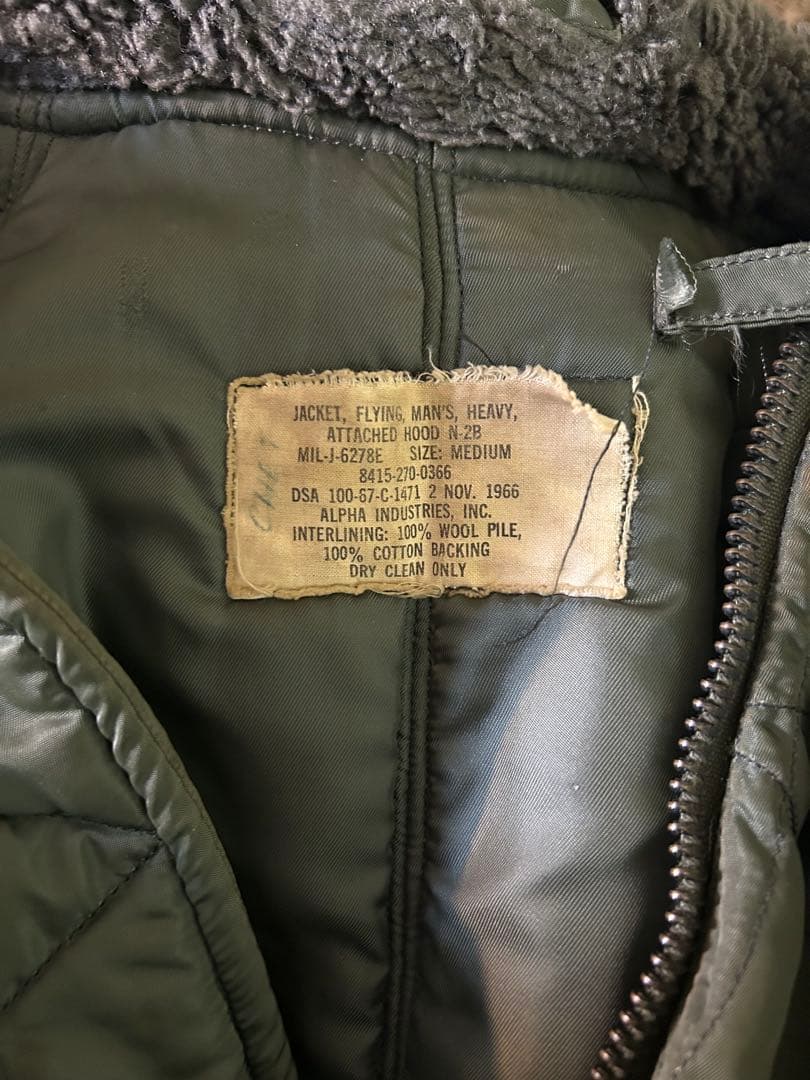 JACKET, FLYING, MAN'S, HEAVY,
ATTACHED HOOD N-2B
MIL-J-6278E SIZE: MEDIUM
8415-270-0366
DSA 100-67-C-1471 2 NOV. 1966
ALPHA INDUSTRIES, INC.
INTERLINING: 100% WOOL PILE,
100% COTTON BACKING
DRY CLEAN ONLY